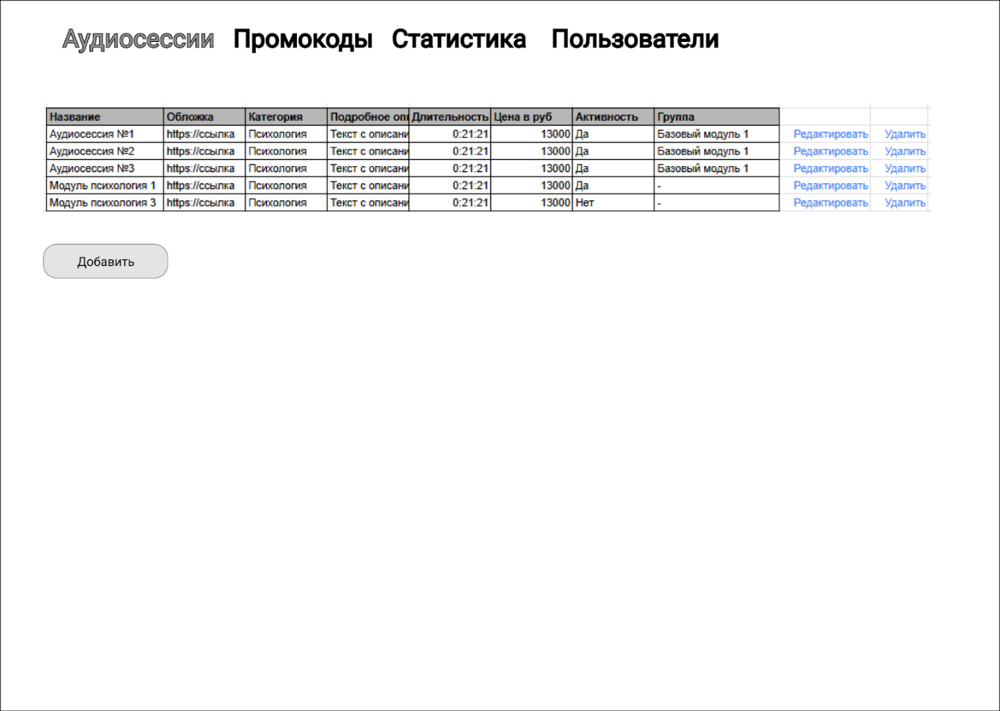 Аудиосессии Промокоды Статистика Пользователи
Название Обложка Категория Подробное опи Длительность Цена в руб Активность Группа
Аудиосессия №1 https://ссылка Психология Текст с описани 0:21:21 13000 Да Базовый модуль 1 Редактировать Удалить
Аудиосессия №2 https://ссылка Психология Текст с описани 0:21:21 13000 Да Базовый модуль 1 Редактировать Удалить
Аудиосессия №3 https://ссылка Психология Текст с описани 0:21:21 13000 Да Базовый модуль 1 Редактировать Удалить
Модуль психология 1 https://ссылка Психология Текст с описани 0:21:21 13000 Да - Редактировать Удалить
Модуль психология 3 https://ссылка Психология Текст с описани 0:21:21 13000 Нет - Редактировать Удалить
Добавить